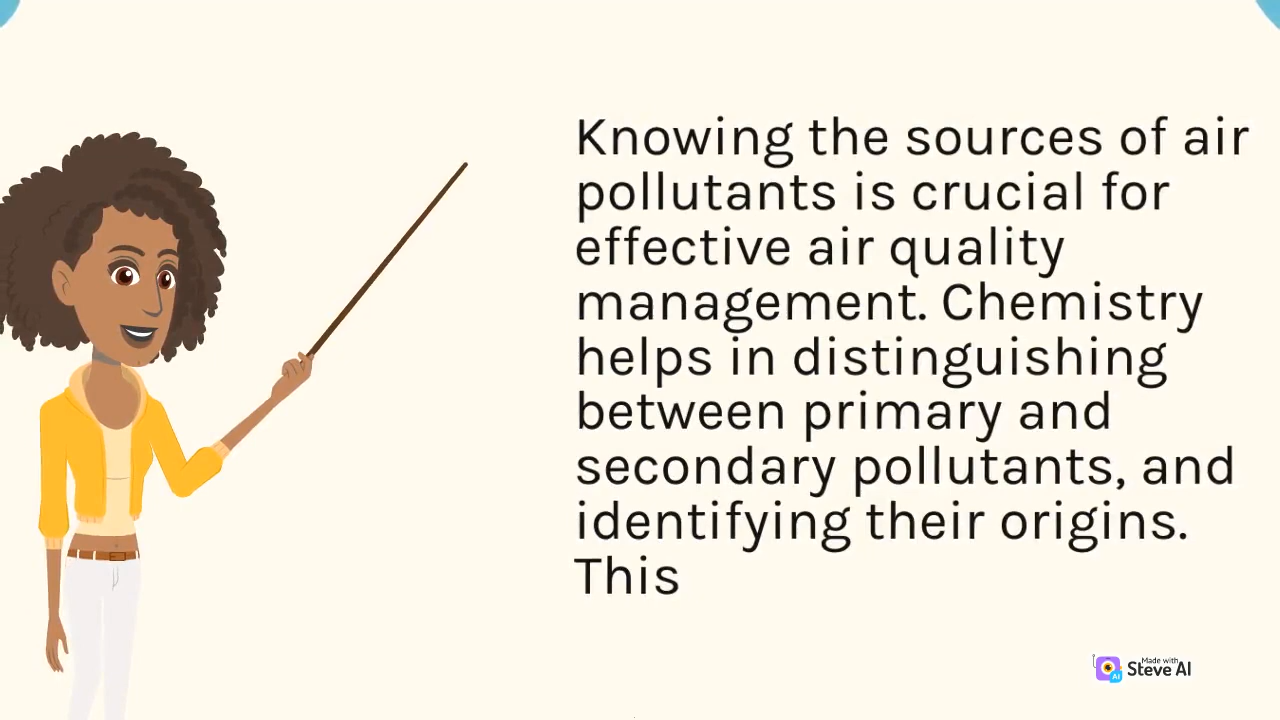 Knowing the sources of air
pollutants is crucial for
effective air quality
management. Chemistry
helps in distinguishing
between primary and
secondary pollutants, and
identifying their origins.
This
Made with
Steve AI
AI